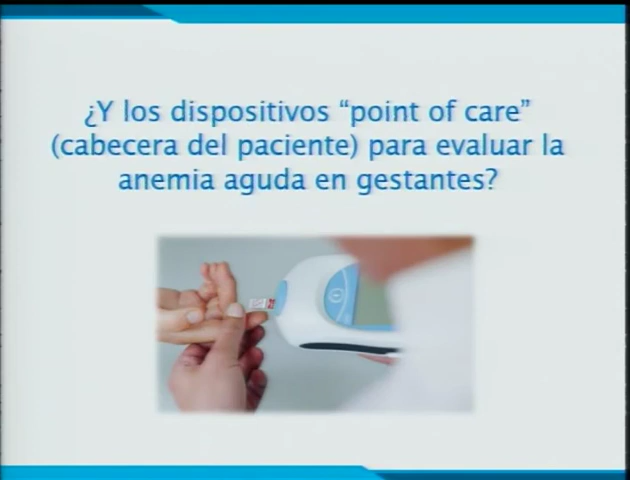 ¿Y los dispositivos “point of care”
(cabecera del paciente) para evaluar la
anemia aguda en gestantes?